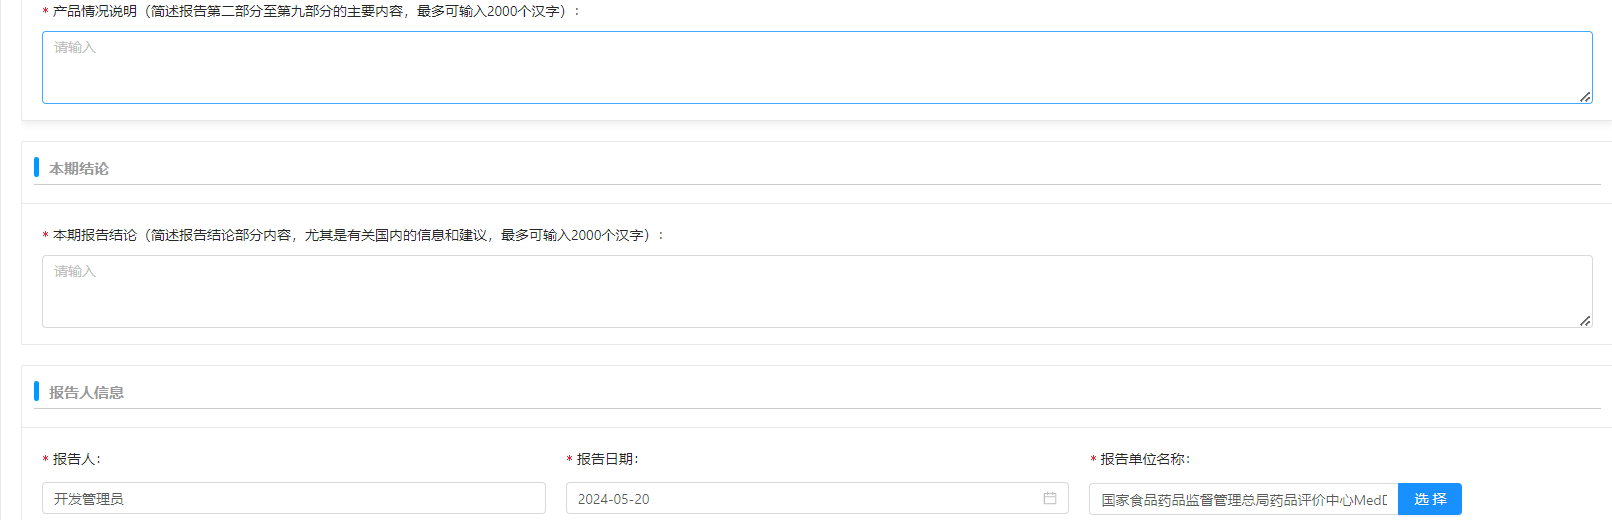 * 产品情况说明（简述报告第二部分至第九部分的主要内容，最多可输入2000个汉字）：
请输入
本期结论
* 本期报告结论（简述报告结论部分内容，尤其是有关国内的信息和建议，最多可输入2000个汉字）：
请输入
报告人信息
* 报告人： * 报告日期： * 报告单位名称：
开发管理员 2024-05-20 国家食品药品监督管理总局药品评价中心Med 选 择